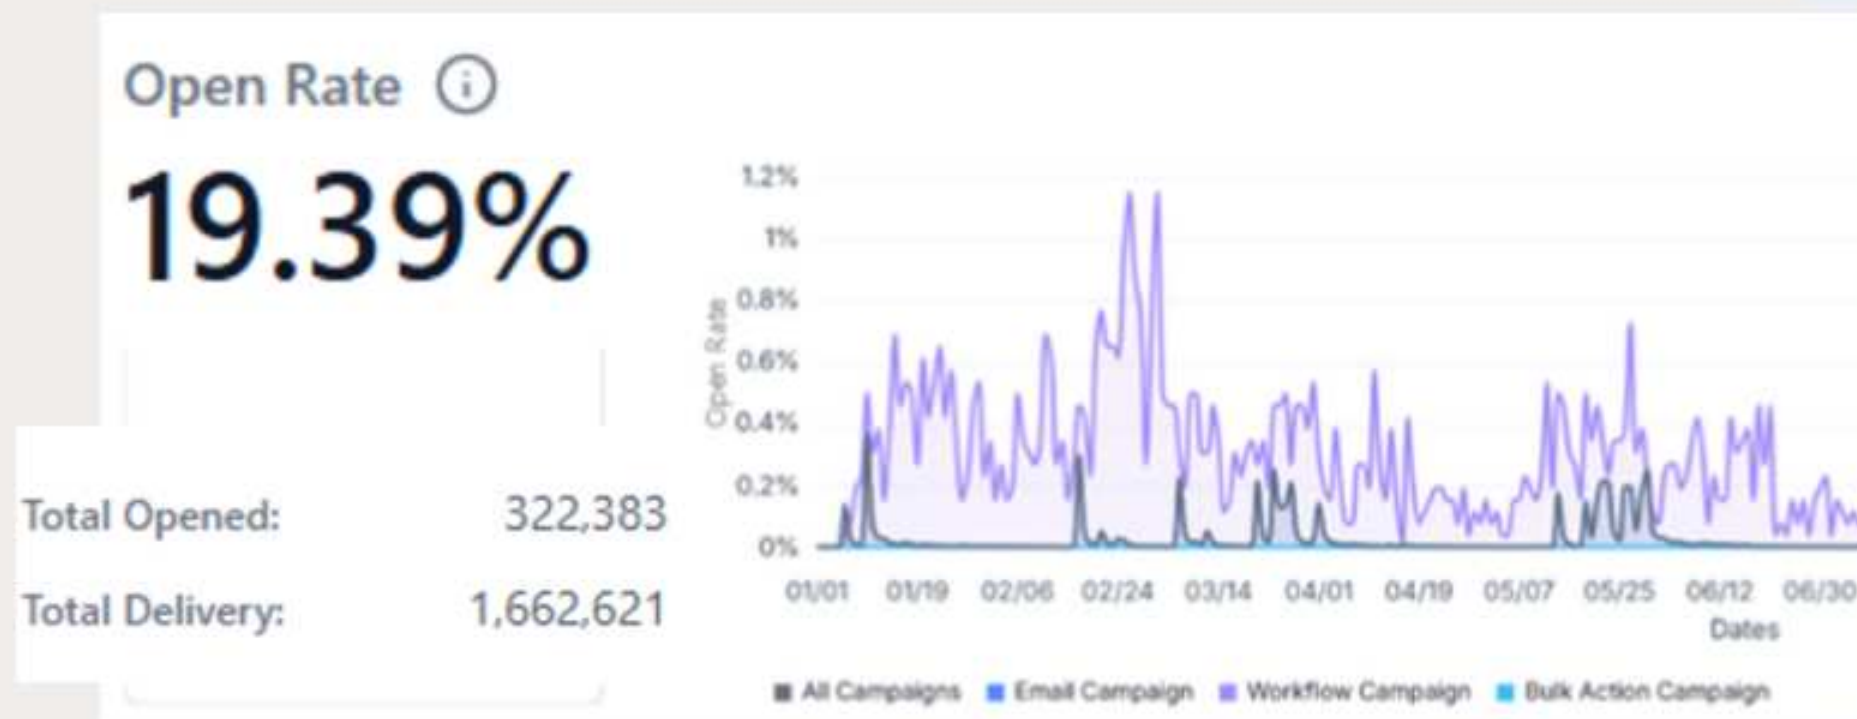 Open Rate
19.39%
Total Opened: 322,383
Total Delivery: 1,662,621
1.2%
1%
0.8%
0.6%
0.4%
0.2%
0%
Open Rate
01/01 01/19 02/06 02/24 03/14 04/01 04/19 05/07 05/25 06/12 06/30
Dates
All Campaigns Email Campaign Workflow Campaign Bulk Action Campaign